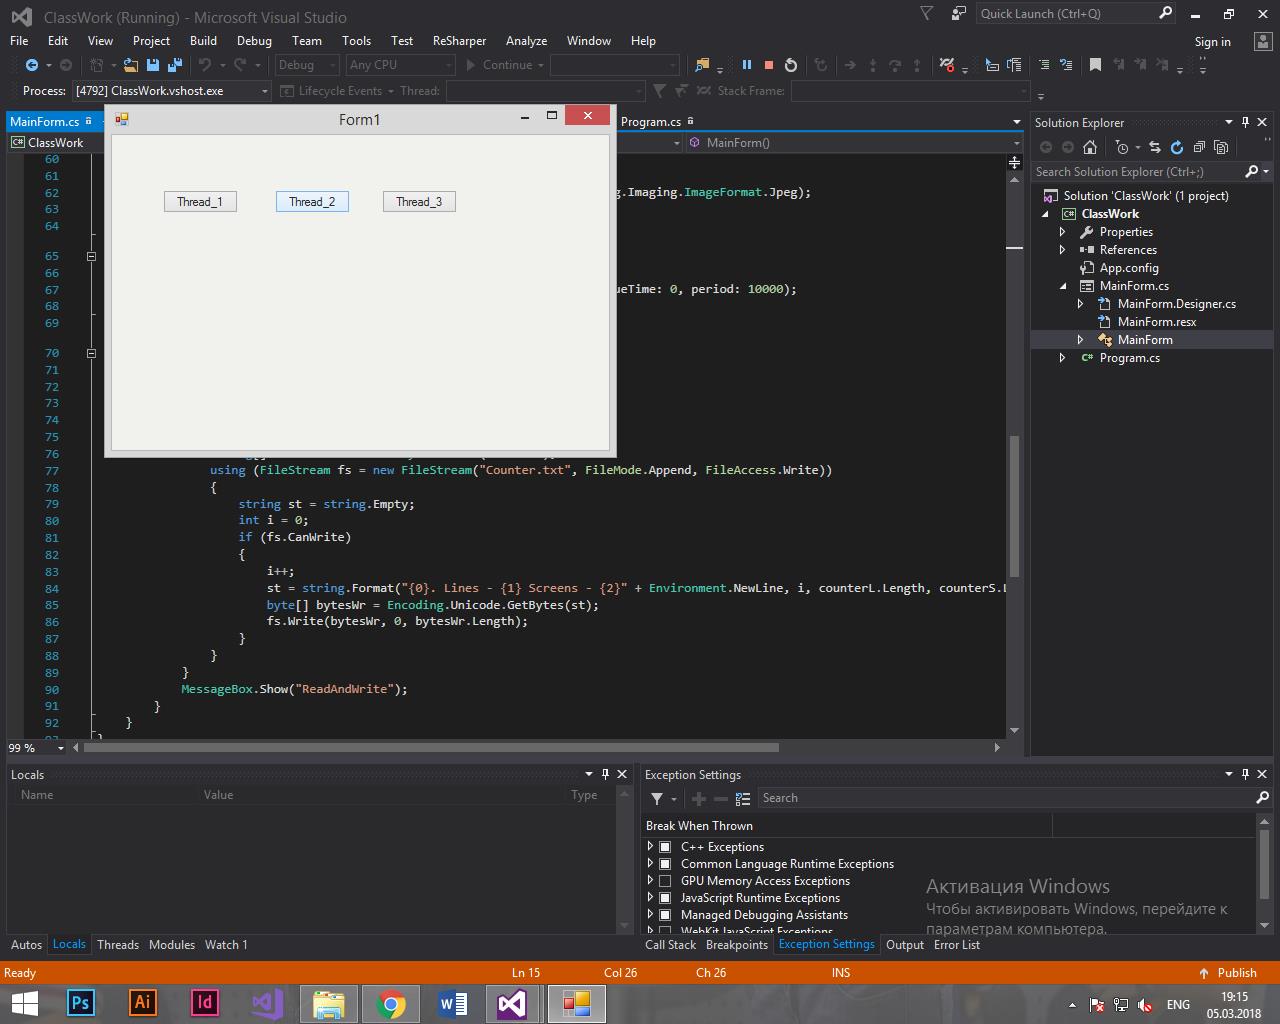 ClassWork (Running) - Microsoft Visual Studio
Quick Launch (Ctrl+Q)
File Edit View Project Build Debug Team Tools Test ReSharper Analyze Window Help
Sign in
Debug Any CPU Continue
Process: [4792] ClassWork.vshost.exe Lifecycle Events Thread: Stack Frame:
MainForm.cs
Form1
Program.cs
ClassWork
MainForm()
Thread_1 Thread_2 Thread_3
60
61
62 g.Imaging.ImageFormat.Jpeg);
63
64
65
66
67 ueTime: 0, period: 10000);
68
69
70
71
72
73
74
75
76
77 using (FileStream fs = new FileStream("Counter.txt", FileMode.Append, FileAccess.Write))
78 {
79 string st = string.Empty;
80 int i = 0;
81 if (fs.CanWrite)
82 {
83 i++;
84 st = string.Format("{0}. Lines - {1} Screens - {2}" + Environment.NewLine, i, counterL.Length, counterS.L
85 byte[] bytesWr = Encoding.Unicode.GetBytes(st);
86 fs.Write(bytesWr, 0, bytesWr.Length);
87 }
88 }
89 }
90 MessageBox.Show("ReadAndWrite");
91 }
92 }
99 %
Solution Explorer
Search Solution Explorer (Ctrl+;)
Solution 'ClassWork' (1 project)
ClassWork
Properties
References
App.config
MainForm.cs
MainForm.Designer.cs
MainForm.resx
MainForm
Program.cs
Locals
Name Value Type
Autos Locals Threads Modules Watch 1
Exception Settings
Search
Break When Thrown
C++ Exceptions
Common Language Runtime Exceptions
GPU Memory Access Exceptions
JavaScript Runtime Exceptions
Managed Debugging Assistants
WebKit JavaScript Exceptions
Активация Windows
Чтобы активировать Windows, перейдите к
параметрам компьютера.
Call Stack Breakpoints Exception Settings Output Error List
Ready Ln 15 Col 26 Ch 26 INS Publish
Ps Ai Id
ENG
19:15
05.03.2018